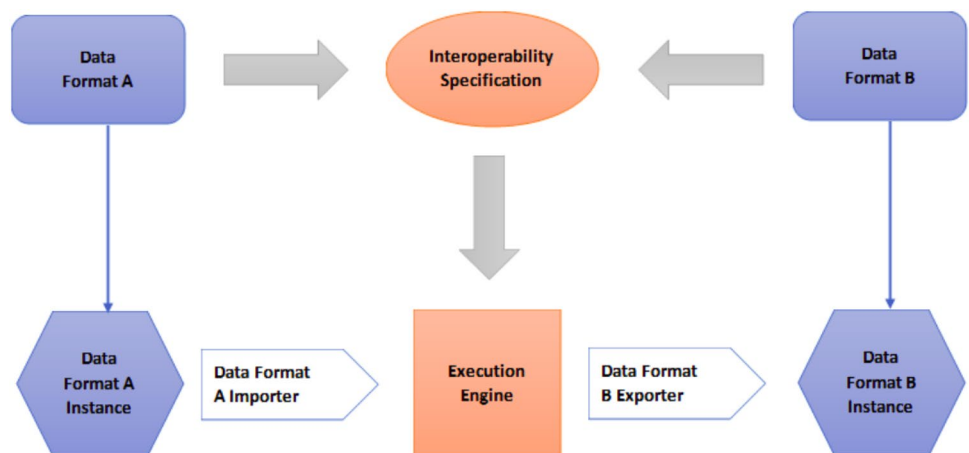 Data
Format A
Interoperability
Specification
Data
Format B
Data
Format A
Instance
Data Format
A Importer
Execution
Engine
Data Format
B Exporter
Data
Format B
Instance